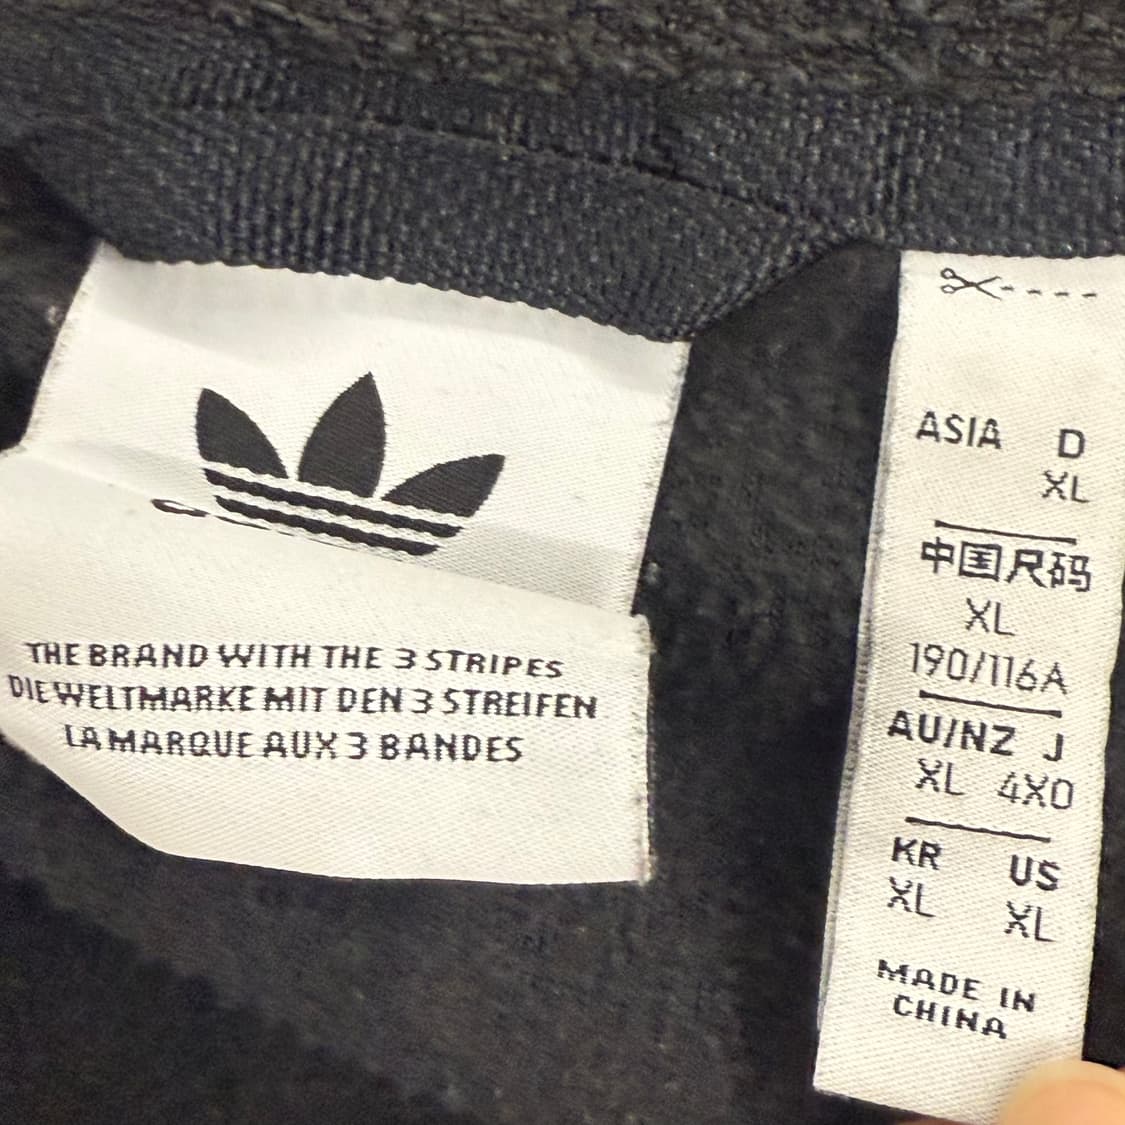 THE BRAND WITH THE 3 STRIPES
DIE WELTMARKE MIT DEN 3 STREIFEN
LA MARQUE AUX 3 BANDES
ASIA D
XL
中国尺码
XL
190/116A
AU/NZ J
XL 4XO
KR US
XL XL
MADE IN
CHINA